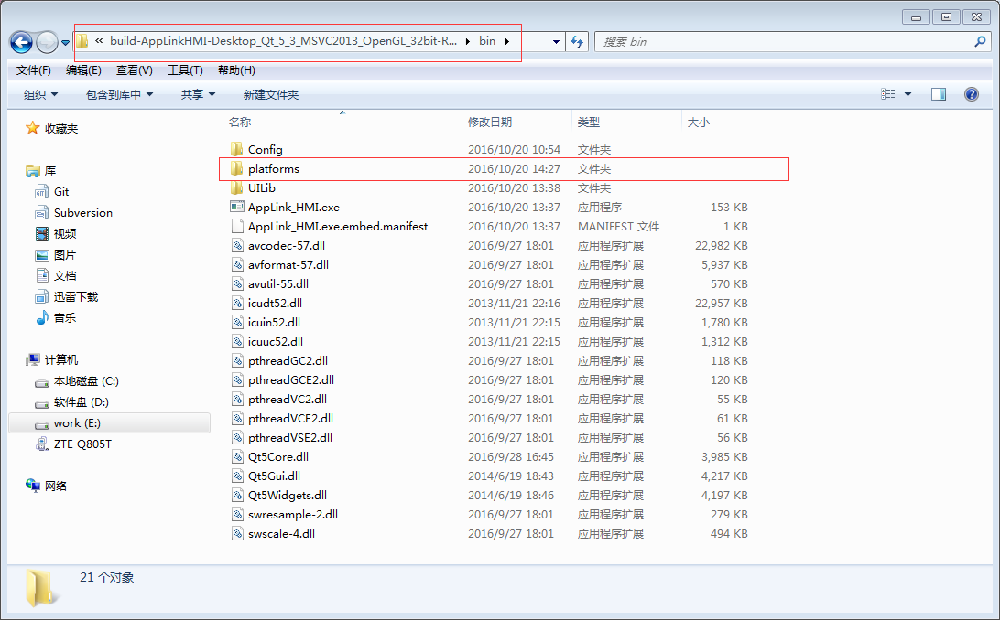 « build-AppLinkHMI-Desktop_Qt_5_3_MSVC2013_OpenGL_32bit-R... ▸ bin ▸ 搜索 bin
文件(F) 编辑(E) 查看(V) 工具(T) 帮助(H)
组织 包含到库中 共享 新建文件夹
收藏夹
库
Git
Subversion
视频
图片
文档
迅雷下载
音乐
计算机
本地磁盘 (C:)
软件盘 (D:)
work (E:)
ZTE Q805T
网络
名称 修改日期 类型 大小
Config 2016/10/20 10:54 文件夹
platforms 2016/10/20 14:27 文件夹
UILib 2016/10/20 13:38 文件夹
AppLink_HMI.exe 2016/10/20 13:37 应用程序 153 KB
AppLink_HMI.exe.embed.manifest 2016/10/20 13:37 MANIFEST 文件 1 KB
avcodec-57.dll 2016/9/27 18:01 应用程序扩展 22,982 KB
avformat-57.dll 2016/9/27 18:01 应用程序扩展 5,937 KB
avutil-55.dll 2016/9/27 18:01 应用程序扩展 570 KB
icudt52.dll 2013/11/21 22:16 应用程序扩展 22,957 KB
icuin52.dll 2013/11/21 22:15 应用程序扩展 1,780 KB
icuuc52.dll 2013/11/21 22:15 应用程序扩展 1,312 KB
pthreadGC2.dll 2016/9/27 18:01 应用程序扩展 118 KB
pthreadGCE2.dll 2016/9/27 18:01 应用程序扩展 120 KB
pthreadVC2.dll 2016/9/27 18:01 应用程序扩展 55 KB
pthreadVCE2.dll 2016/9/27 18:01 应用程序扩展 61 KB
pthreadVSE2.dll 2016/9/27 18:01 应用程序扩展 56 KB
Qt5Core.dll 2016/9/28 16:45 应用程序扩展 3,985 KB
Qt5Gui.dll 2014/6/19 18:43 应用程序扩展 4,217 KB
Qt5Widgets.dll 2014/6/19 18:46 应用程序扩展 4,197 KB
swresample-2.dll 2016/9/27 18:01 应用程序扩展 279 KB
swscale-4.dll 2016/9/27 18:01 应用程序扩展 494 KB
21 个对象